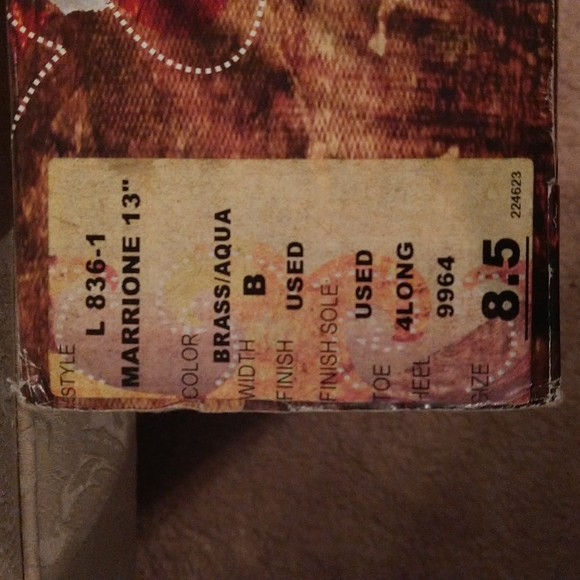 STYLE
L 836-1
MARRIONE 13"
COLOR
BRASS/AQUA
WIDTH
B
FINISH
USED
FINISH SOLE
USED
TOE
4LONG
HEEL
9964
SIZE
8.5
224623